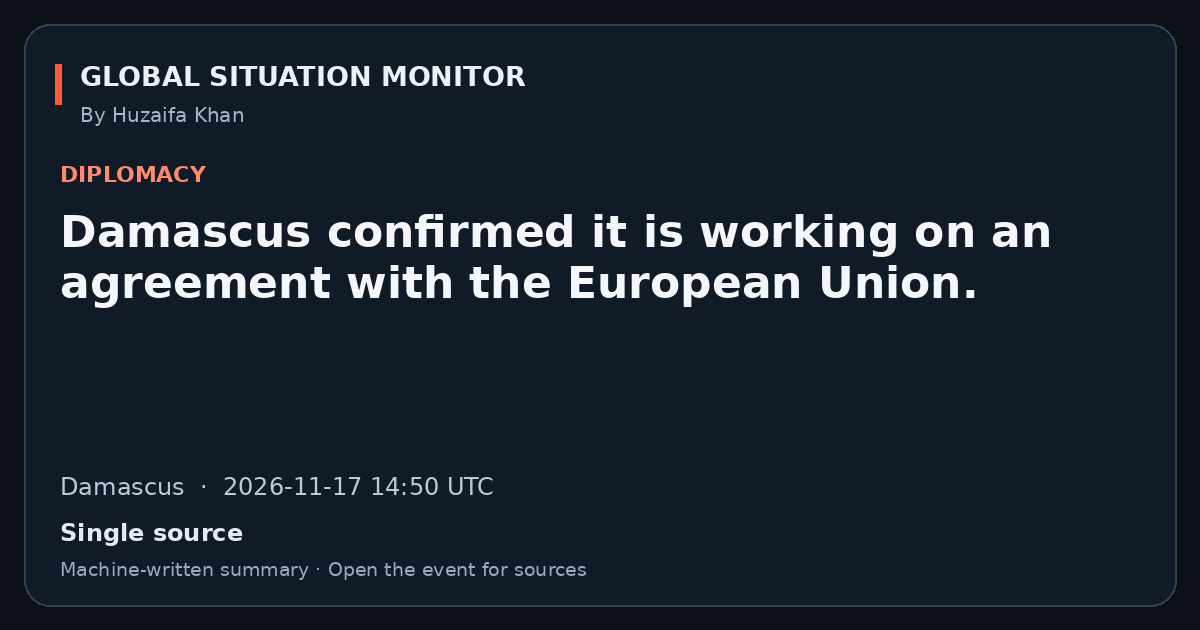 GLOBAL SITUATION MONITOR
By Huzaifa Khan
DIPLOMACY
Damascus confirmed it is working on an
agreement with the European Union.
Damascus · 2026-11-17 14:50 UTC
Single source
Machine-written summary · Open the event for sources